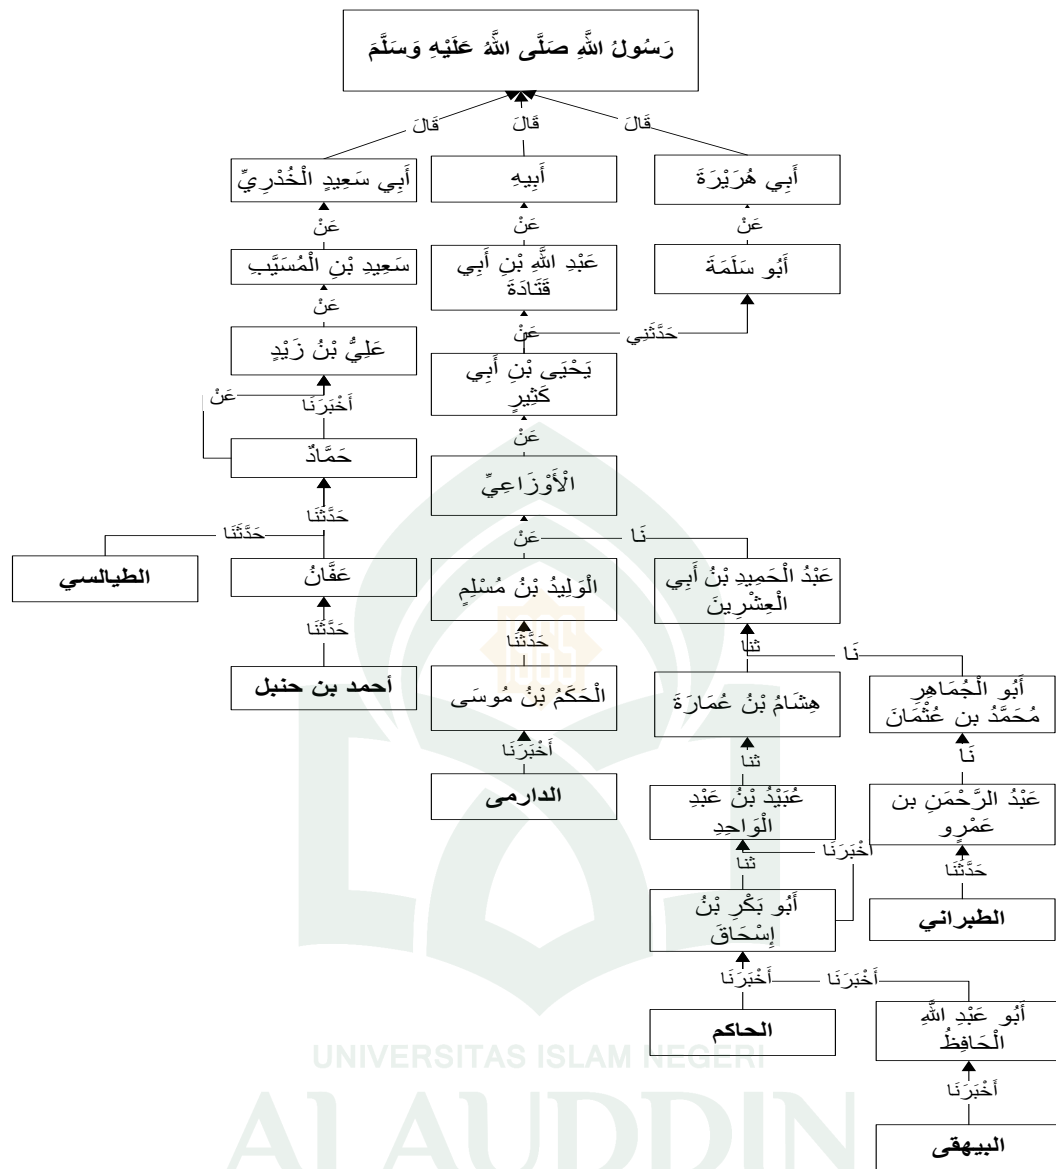 رَسُولُ اللَّهِ صَلَّى اللَّهُ عَلَيْهِ وَسَلَّمَ
قَالَ
قَالَ
قَالَ
أَبِي هُرَيْرَةَ
أَبِيهِ
أَبِي سَعِيدٍ الْخُدْرِيِّ
عَنْ
عَنْ
عَنْ
أَبُو سَلَمَةَ
عَبْدِ اللَّهِ بْنِ أَبِي
قَتَادَةَ
سَعِيدِ بْنِ الْمُسَيَّبِ
عَنْ
حَدَّثَنِي
عَنْ
عَلِيُّ بْنُ زَيْدٍ
يَحْيَى بْنِ أَبِي
كَثِيرٍ
أَخْبَرَنَا
عَنْ
عَنْ
حَمَّادٌ
الْأَوْزَاعِيِّ
حَدَّثَنَا
حَدَّثَنَا
نَا
عَنْ
الطيالسي
عَفَّانُ
الْوَلِيدُ بْنُ مُسْلِمٍ
عَبْدُ الْحَمِيدِ بْنُ أَبِي
الْعِشْرِينَ
حَدَّثَنَا
حَدَّثَنَا
ثنا
نَا
1965
أحمد بن حنبل
الْحَكَمُ بْنُ مُوسَى
هِشَامُ بْنُ عُمَارَةَ
أَبُو الْجُمَاهِرِ
مُحَمَّدُ بن عُثْمَانَ
أَخْبَرَنَا
ثنا
نَا
الدارمى
عُبَيْدُ بْنُ عَبْدِ
الْوَاحِدِ
عَبْدُ الرَّحْمَنِ بن
عَمْرٍو
ثنا
أَخْبَرَنَا
حَدَّثَنَا
أَبُو بَكْرِ بْنُ
إِسْحَاقَ
الطبراني
أَخْبَرَنَا
أَخْبَرَنَا
الحاكم
أَبُو عَبْدِ اللَّهِ
الْحَافِظُ
أَخْبَرَنَا
البيهقى
UNIVERSITAS ISLAM NEGERI
ALAUDDIN